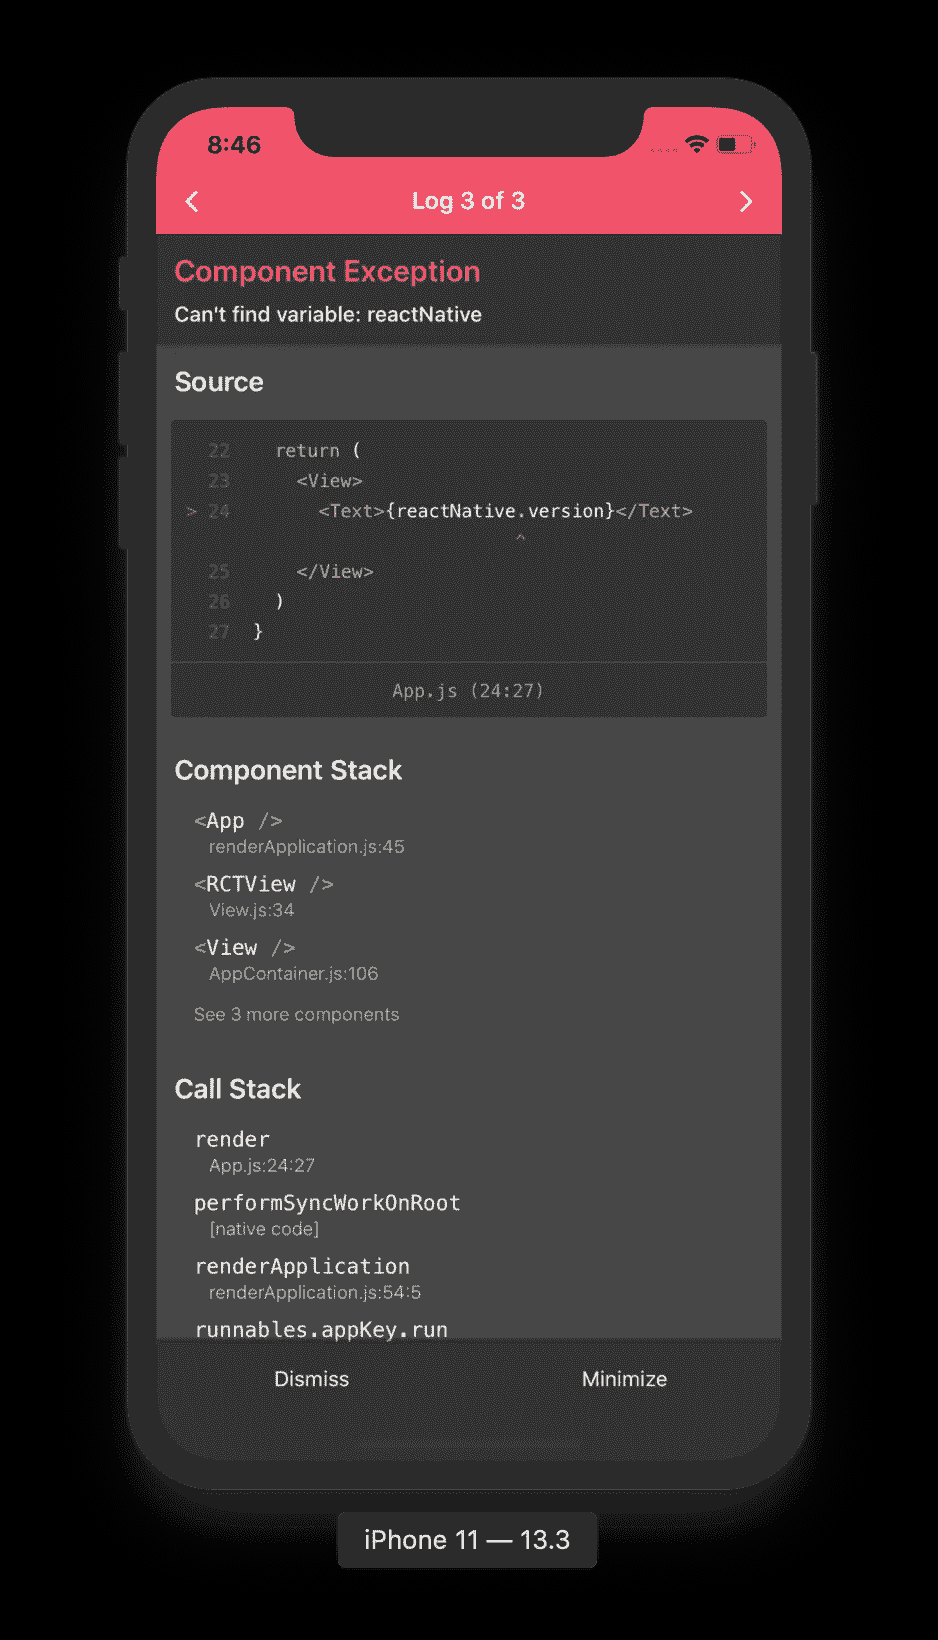 8:46
Log 3 of 3
Component Exception
Can't find variable: reactNative
Source
22 return (
23 <View>
> 24 <Text>{reactNative.version}</Text>
^
25 </View>
26 )
27 }
App.js (24:27)
Component Stack
<App />
renderApplication.js:45
<RCTView />
View.js:34
<View />
AppContainer.js:106
See 3 more components
Call Stack
render
App.js:24:27
performSyncWorkOnRoot
[native code]
renderApplication
renderApplication.js:54:5
runnables.appKey.run
Dismiss Minimize
iPhone 11 — 13.3